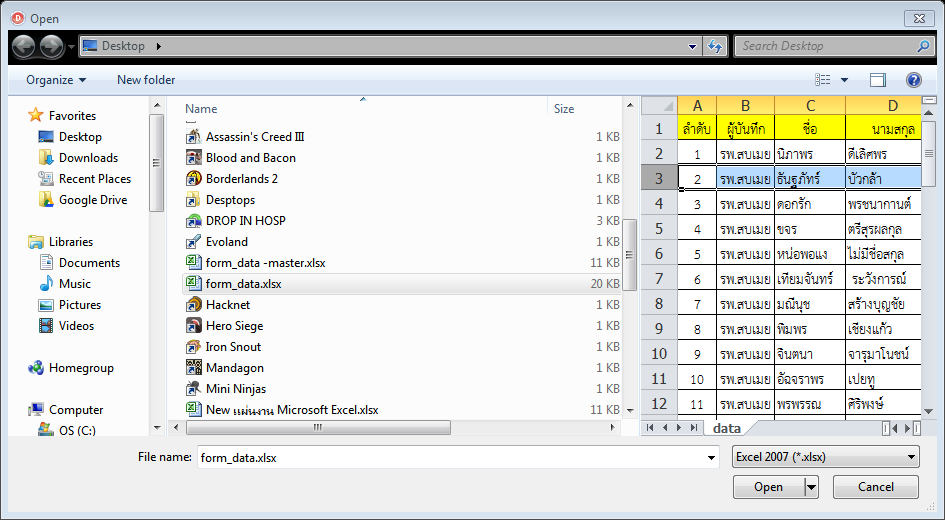 Open
Desktop
Search Desktop
Organize
New folder
Favorites
Desktop
Downloads
Recent Places
Google Drive
Libraries
Documents
Music
Pictures
Videos
Homegroup
Computer
OS (C:)
Name Size
Assassin's Creed III 1 KB
Blood and Bacon 1 KB
Borderlands 2 1 KB
Desptops 1 KB
DROP IN HOSP 3 KB
Evoland 1 KB
form_data -master.xlsx 11 KB
form_data.xlsx 20 KB
Hacknet 1 KB
Hero Siege 1 KB
Iron Snout 1 KB
Mandagon 1 KB
Mini Ninjas 1 KB
New แผ่นงาน Microsoft Excel.xlsx 11 KB
A B C D
1 ลำดับ ผู้บันทึก ชื่อ นามสกุล
2 1 รพ.สบเมย นิภาพร ดีเลิศพร
3 2 รพ.สบเมย ธันฐภัทร์ บัวกล้า
4 3 รพ.สบเมย ดอกรัก พรชนากานต์
5 4 รพ.สบเมย ขจร ตรีสุรผลกุล
6 5 รพ.สบเมย หน่อพอแง ไม่มีชื่อสกุล
7 6 รพ.สบเมย เทียมจันทร์ ระวังการณ์
8 7 รพ.สบเมย มณีนุช สร้างบุญชัย
9 8 รพ.สบเมย พิมพร เชียงแก้ว
10 9 รพ.สบเมย จินตนา จารุมาโนชน์
11 10 รพ.สบเมย อัฉจราพร เปยทู
12 11 รพ.สบเมย พรพรรณ ศิริพงษ์
data
File name: form_data.xlsx Excel 2007 (*.xlsx)
Open Cancel